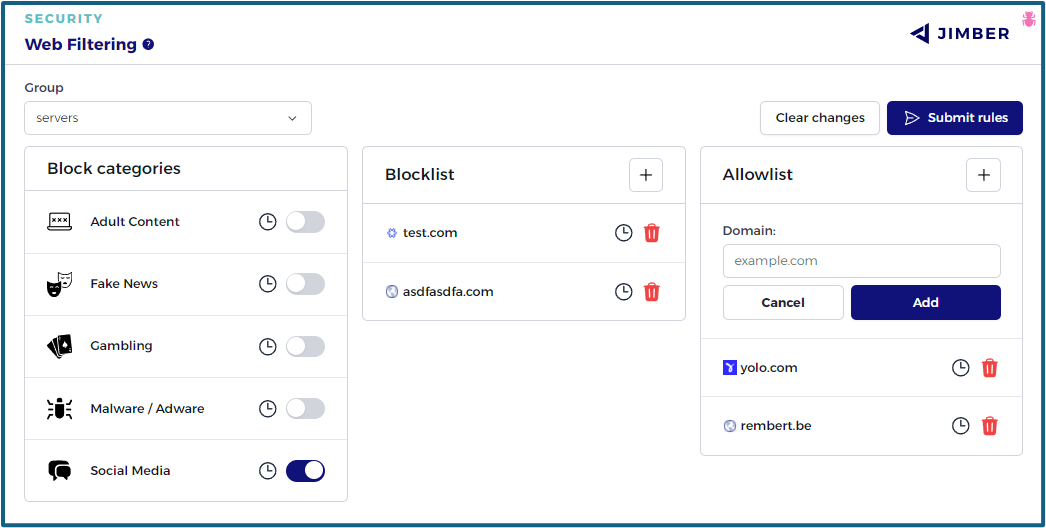 SECURITY
Web Filtering ?
JIMBER
Group
servers
Clear changes
Submit rules
Block categories
Adult Content
Fake News
Gambling
Malware / Adware
Social Media
Blocklist
+
test.com
asdfasdfa.com
Allowlist
+
Domain:
example.com
Cancel
Add
yolo.com
rembert.be